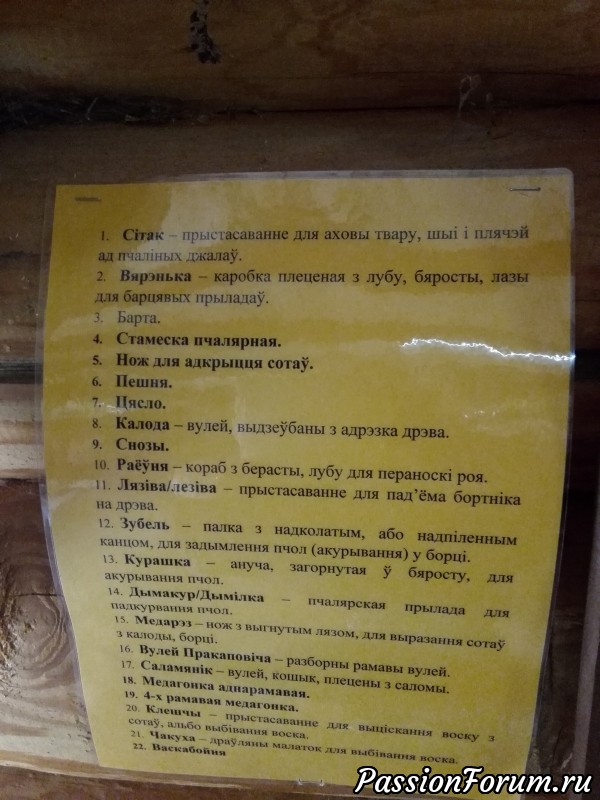 1. Сітак – прыстасаванне для аховы твару, шыі і плячэй
ад пчаліных джалаў.
2. Вярэнька – каробка плеценая з лубу, бяросты, лазы
для барцявых прыладаў.
3. Барта.
4. Стамеска пчалярная.
5. Нож для адкрыцця сотаў.
6. Пешня.
7. Цясло.
8. Калода – вулей, выдзеўбаны з адрэзка дрэва.
9. Снозы.
10. Раёўня – кораб з берасты, лубу для пераноскі роя.
11. Лязіва/лезіва – прыстасаванне для пад’ёма бортніка
на дрэва.
12. Зубель – палка з надколатым, або надпіленным
канцом, для задымлення пчол (акурывання) у борці.
13. Курашка – ануча, загорнутая ў бяросту, для
акурывання пчол.
14. Дымакур/Дымілка – пчалярская прылада для
падкурвання пчол.
15. Медарэз – нож з выгнутым лязом, для выразання сотаў
з калоды, борці.
16. Вулей Пракаповіча – разборны рамавы вулей.
17. Саламянік – вулей, кошык, плецены з саломы.
18. Медагонка аднарамавая.
19. 4-х рамавая медагонка.
20. Клешчы – прыстасаванне для выціскання воску з
сотаў, альбо выбівання воска.
21. Чакуха – драўляны малаток для выбівання воска.
22. Васкабойня
PassionForum.ru